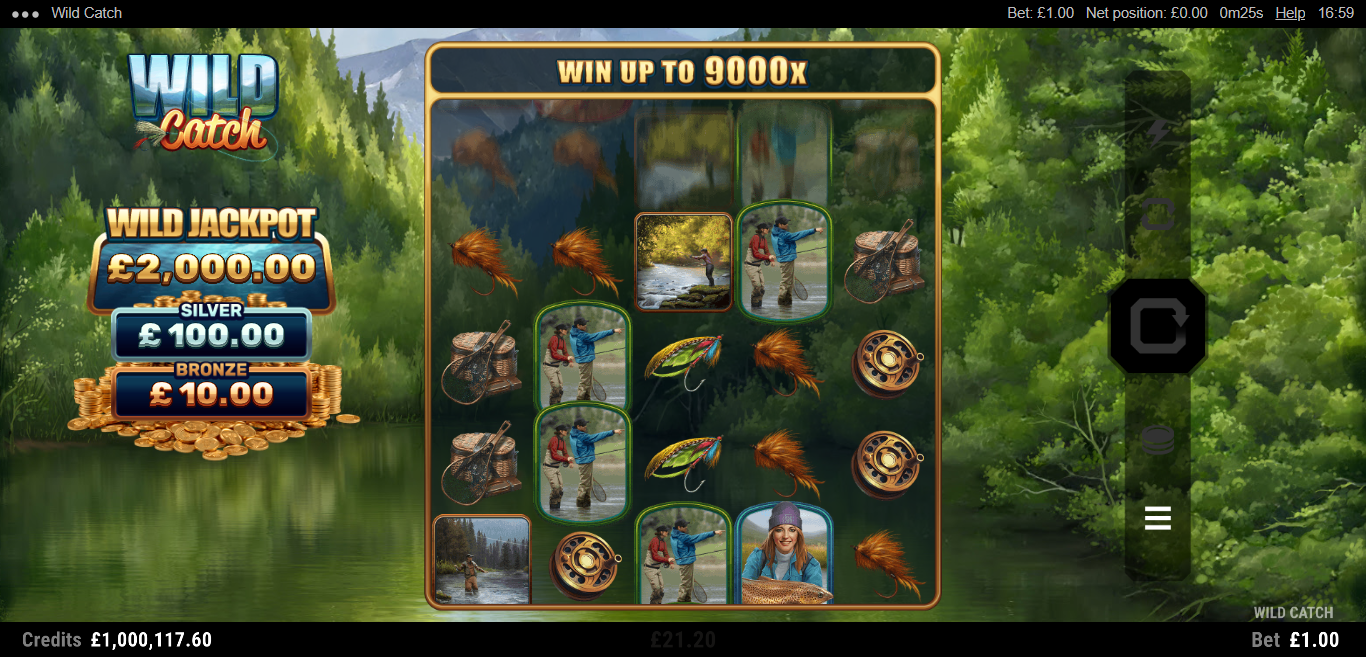 Wild Catch
Bet: £1.00 Net position: £0.00 0m25s Help 16:59
WILD
Catch
WIN UP TO 9000X
WILD JACKPOT
£2,000.00
SILVER
£100.00
BRONZE
£10.00
WILD CATCH
Credits £1,000,117.60
£21.20
Bet £1.00